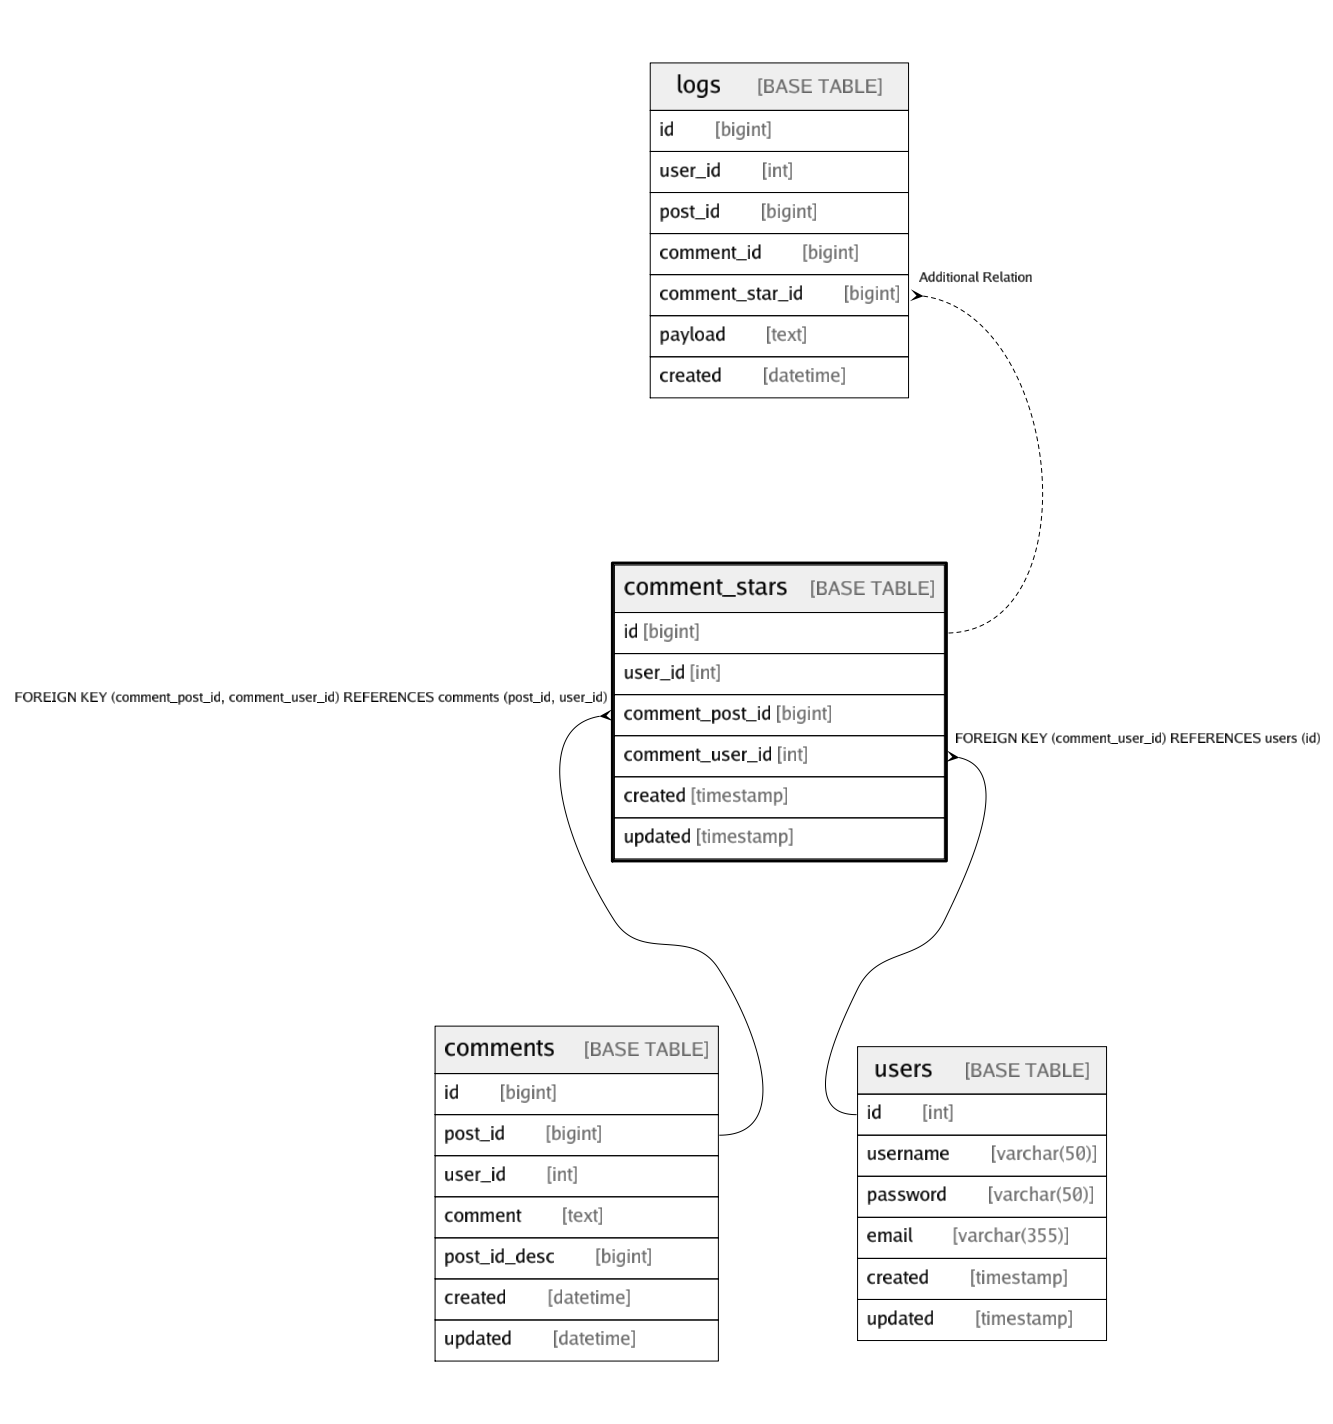 logs [BASE TABLE]
id [bigint]
user_id [int]
post_id [bigint]
comment_id [bigint]
Additional Relation
comment_star_id [bigint]
payload [text]
created [datetime]
comment_stars [BASE TABLE]
id [bigint]
user_id [int]
FOREIGN KEY (comment_post_id, comment_user_id) REFERENCES comments (post_id, user_id)
comment_post_id [bigint]
FOREIGN KEY (comment_user_id) REFERENCES users (id)
comment_user_id [int]
created [timestamp]
updated [timestamp]
comments [BASE TABLE]
id [bigint]
post_id [bigint]
user_id [int]
comment [text]
post_id_desc [bigint]
created [datetime]
updated [datetime]
users [BASE TABLE]
id [int]
username [varchar(50)]
password [varchar(50)]
email [varchar(355)]
created [timestamp]
updated [timestamp]